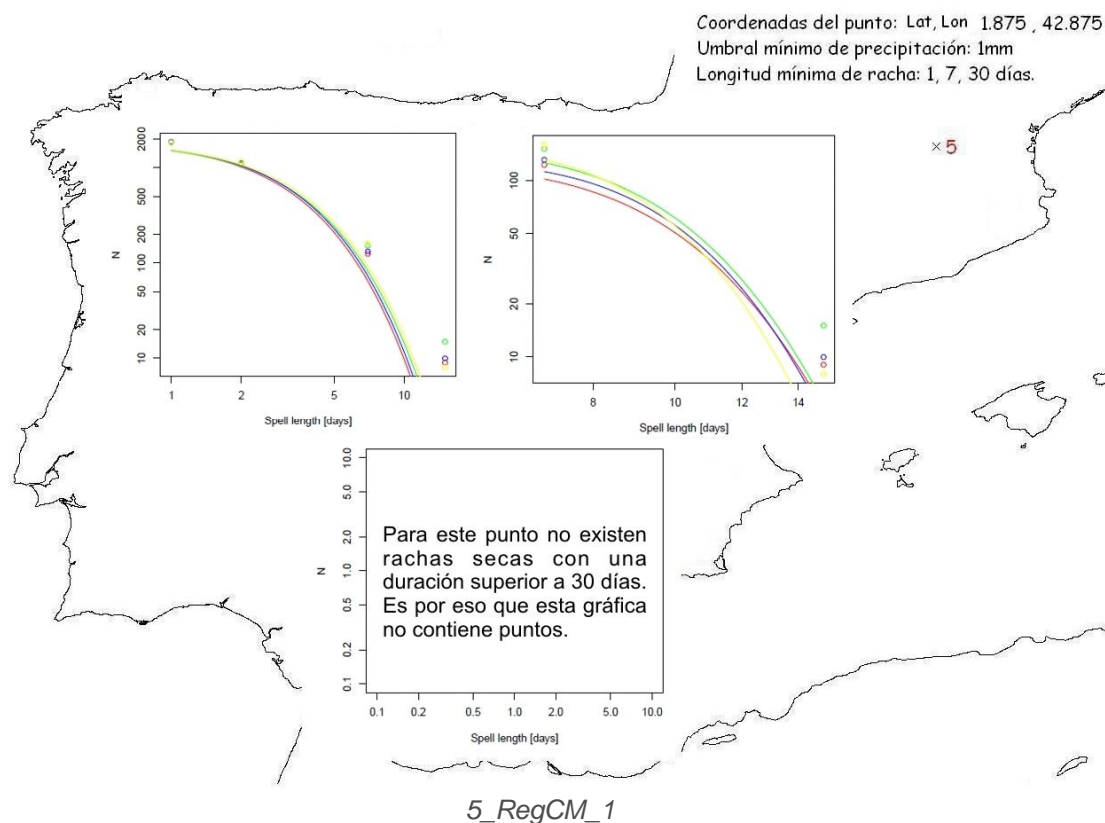 Coordenadas del punto: Lat, Lon 1.875 , 42.875
Umbral mínimo de precipitación: 1mm
Longitud mínima de racha: 1, 7, 30 días.
5
N
2000
500
200
100
50
20
10
1
2
5
10
Spell length [days]
N
100
50
20
10
8
10
12
14
Spell length [days]
N
10.0
5.0
2.0
1.0
0.5
0.2
0.1
Para este punto no existen
rachas secas con una
duración superior a 30 días.
Es por eso que esta gráfica
no contiene puntos.
0.1
0.2
0.5
1.0
2.0
5.0
10.0
Spell length [days]
5_RegCM_1